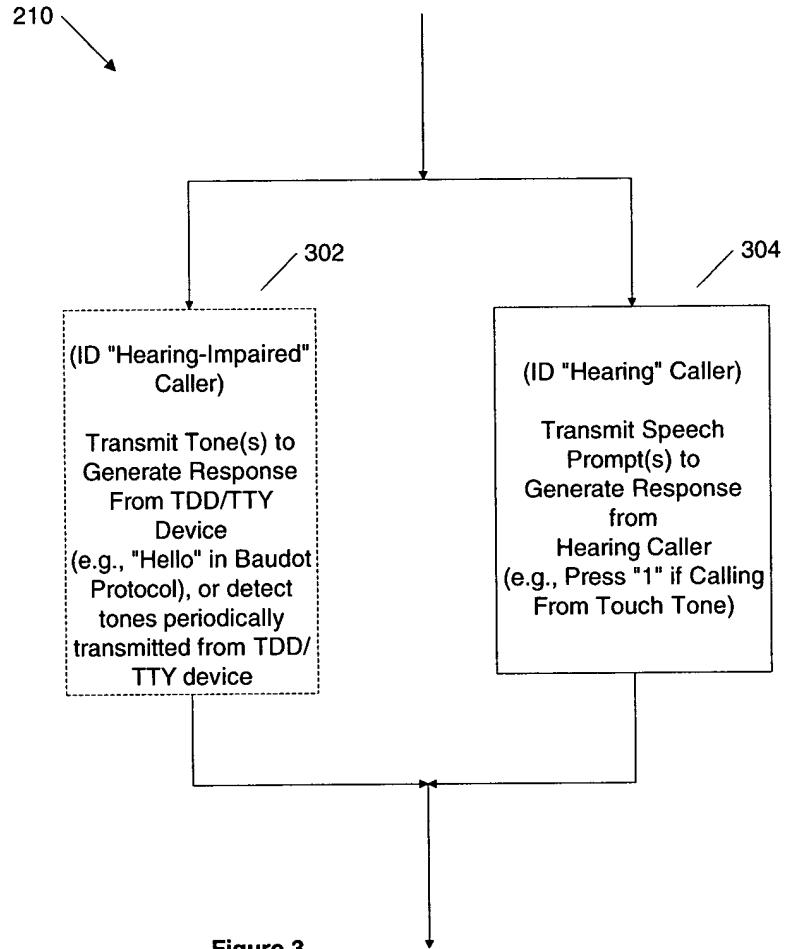 210
302
304
(ID "Hearing-Impaired"
Caller)
Transmit Tone(s) to
Generate Response
From TDD/TTY
Device
(e.g., "Hello" in Baudot
Protocol), or detect
tones periodically
transmitted from TDD/
TTY device
(ID "Hearing" Caller)
Transmit Speech
Prompt(s) to
Generate Response
from
Hearing Caller
(e.g., Press "1" if Calling
From Touch Tone)
Figure 3